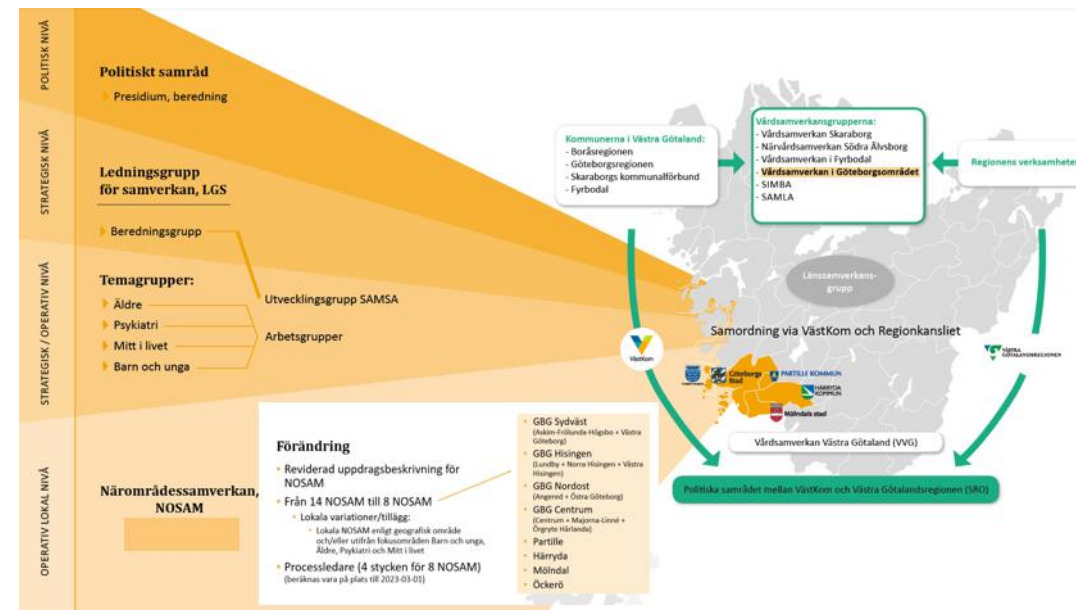 POLITISK NIVÅ
Politiskt samråd
Presidium, beredning
STRATEGISK NIVÅ
Ledningsgrupp
för samverkan, LGS
Beredningsgrupp
STRATEGISK / OPERATIV NIVÅ
Temagrupper:
Äldre
Psykiatri
Mitt i livet
Barn och unga
Utvecklingsgrupp SAMSA
Arbetsgrupper
OPERATIV LOKAL NIVÅ
Närområdessamverkan,
NOSAM
Förändring
• Reviderad uppdragsbeskrivning för
NOSAM
• Från 14 NOSAM till 8 NOSAM
• Lokala variationer/tillägg:
• Lokala NOSAM enligt geografisk område
och/eller utifrån fokusområden Barn och unga,
Äldre, Psykiatri och Mitt i livet
• Processledare (4 stycken för 8 NOSAM)
(beräknas vara på plats till 2023-03-01)
• GBG Sydväst
(Askim-Frölunda-Högsbo + Västra
Göteborg)
• GBG Hisingen
(Lundby + Norra Hisingen + Västra
Hisingen)
• GBG Nordost
(Angered + Östra Göteborg)
• GBG Centrum
(Centrum + Majorna-Linné +
Örgryte Härlanda)
• Partille
• Härryda
• Mölndal
• Öckerö
Kommunerna i Västra Götaland:
- Boråsregionen
- Göteborgsregionen
- Skaraborgs kommunalförbund
- Fyrbodal
Vårdsamverkansgrupperna:
- Vårdsamverkan Skaraborg
- Närvårdsamverkan Södra Älvsborg
- Vårdsamverkan i Fyrbodal
- Vårdsamverkan i Göteborgsområdet
- SIMBA
- SAMLA
Regionens verksamheter
Länssamverkans-
grupp
Samordning via VästKom och Regionkansliet
VästKom
VÄSTRA
GÖTALANDSREGIONEN
Göteborgs
Stad
PARTILLE KOMMUN
HÄRRYDA
KOMMUN
Mölndals stad
Vårdsamverkan Västra Götaland (VVG)
Politiska samrådet mellan VästKom och Västra Götalandsregionen (SRO)